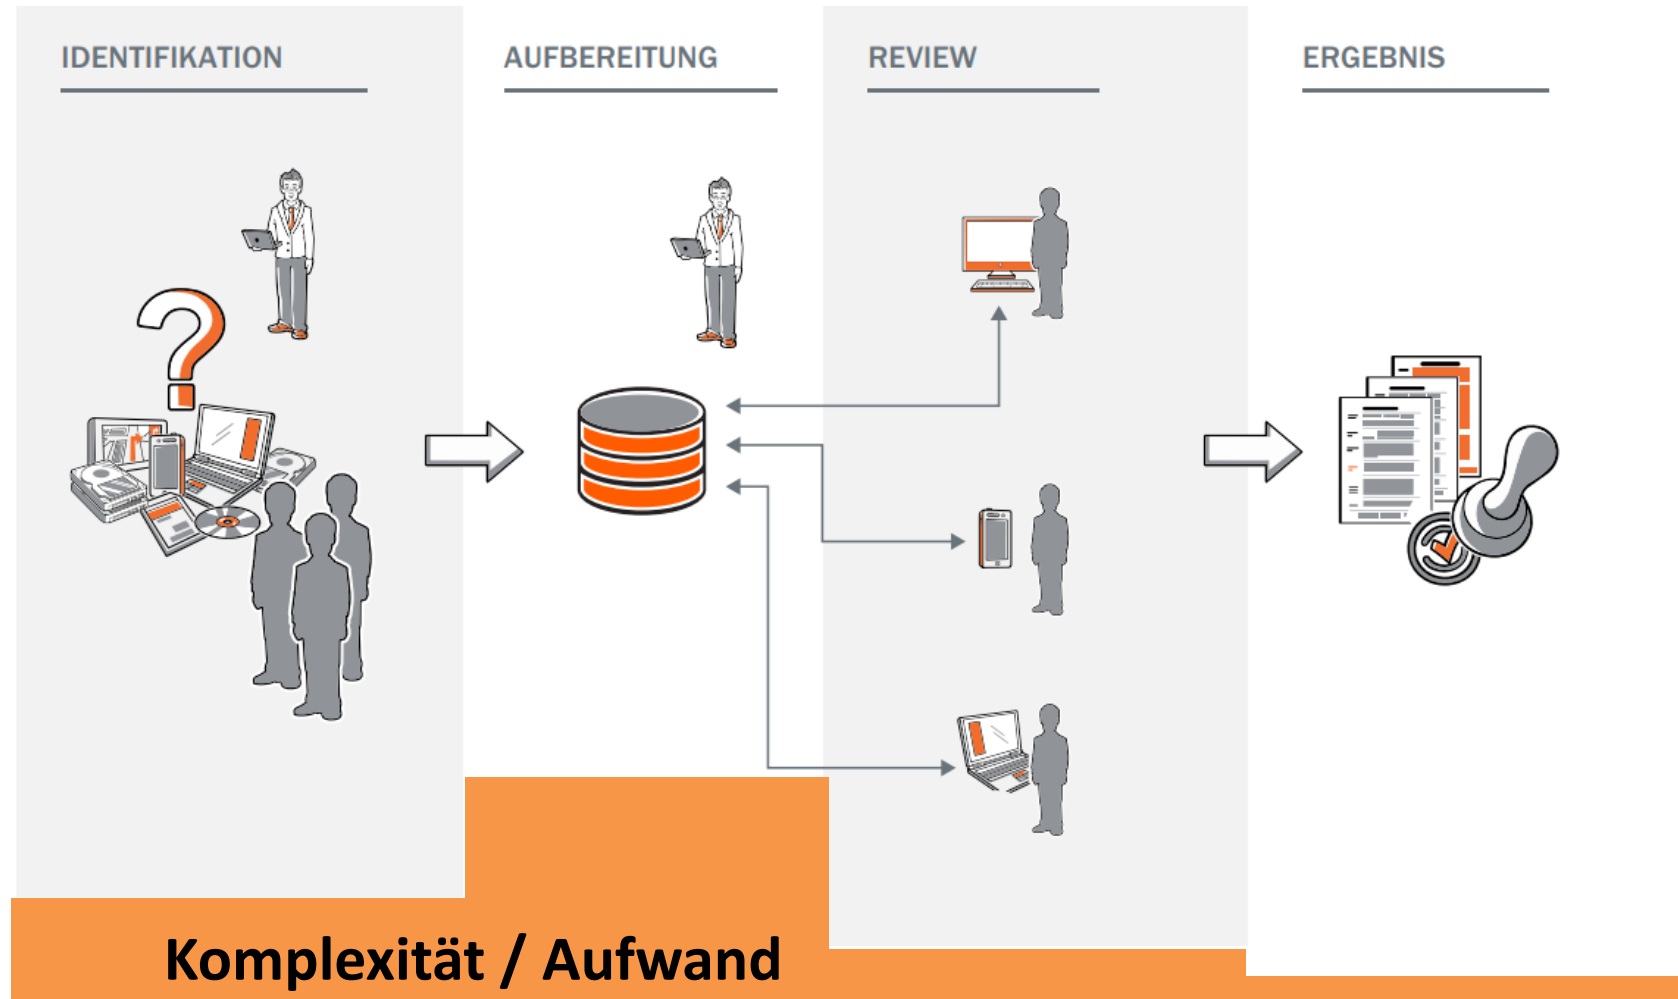 IDENTIFIKATION
AUFBEREITUNG
REVIEW
ERGEBNIS
Komplexität / Aufwand